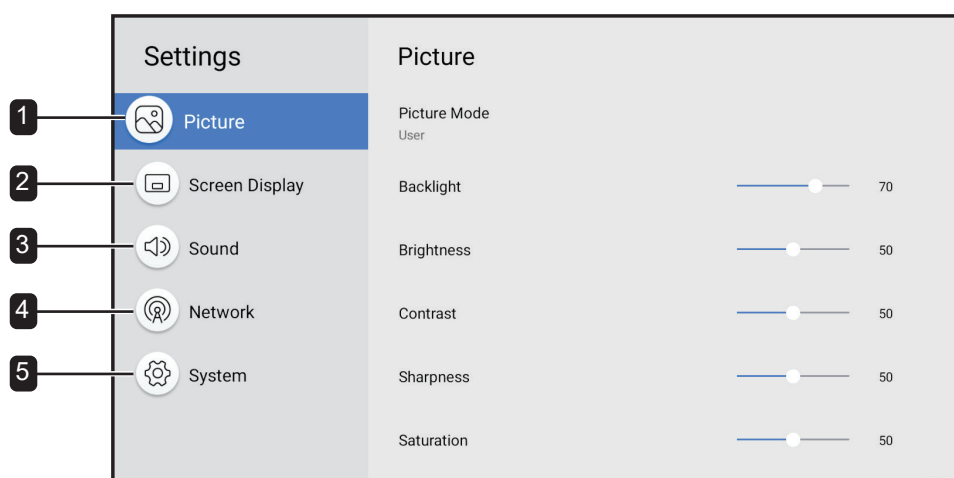 Settings
1 Picture
2 Screen Display
3 Sound
4 Network
5 System
Picture
Picture Mode
User
Backlight 70
Brightness 50
Contrast 50
Sharpness 50
Saturation 50